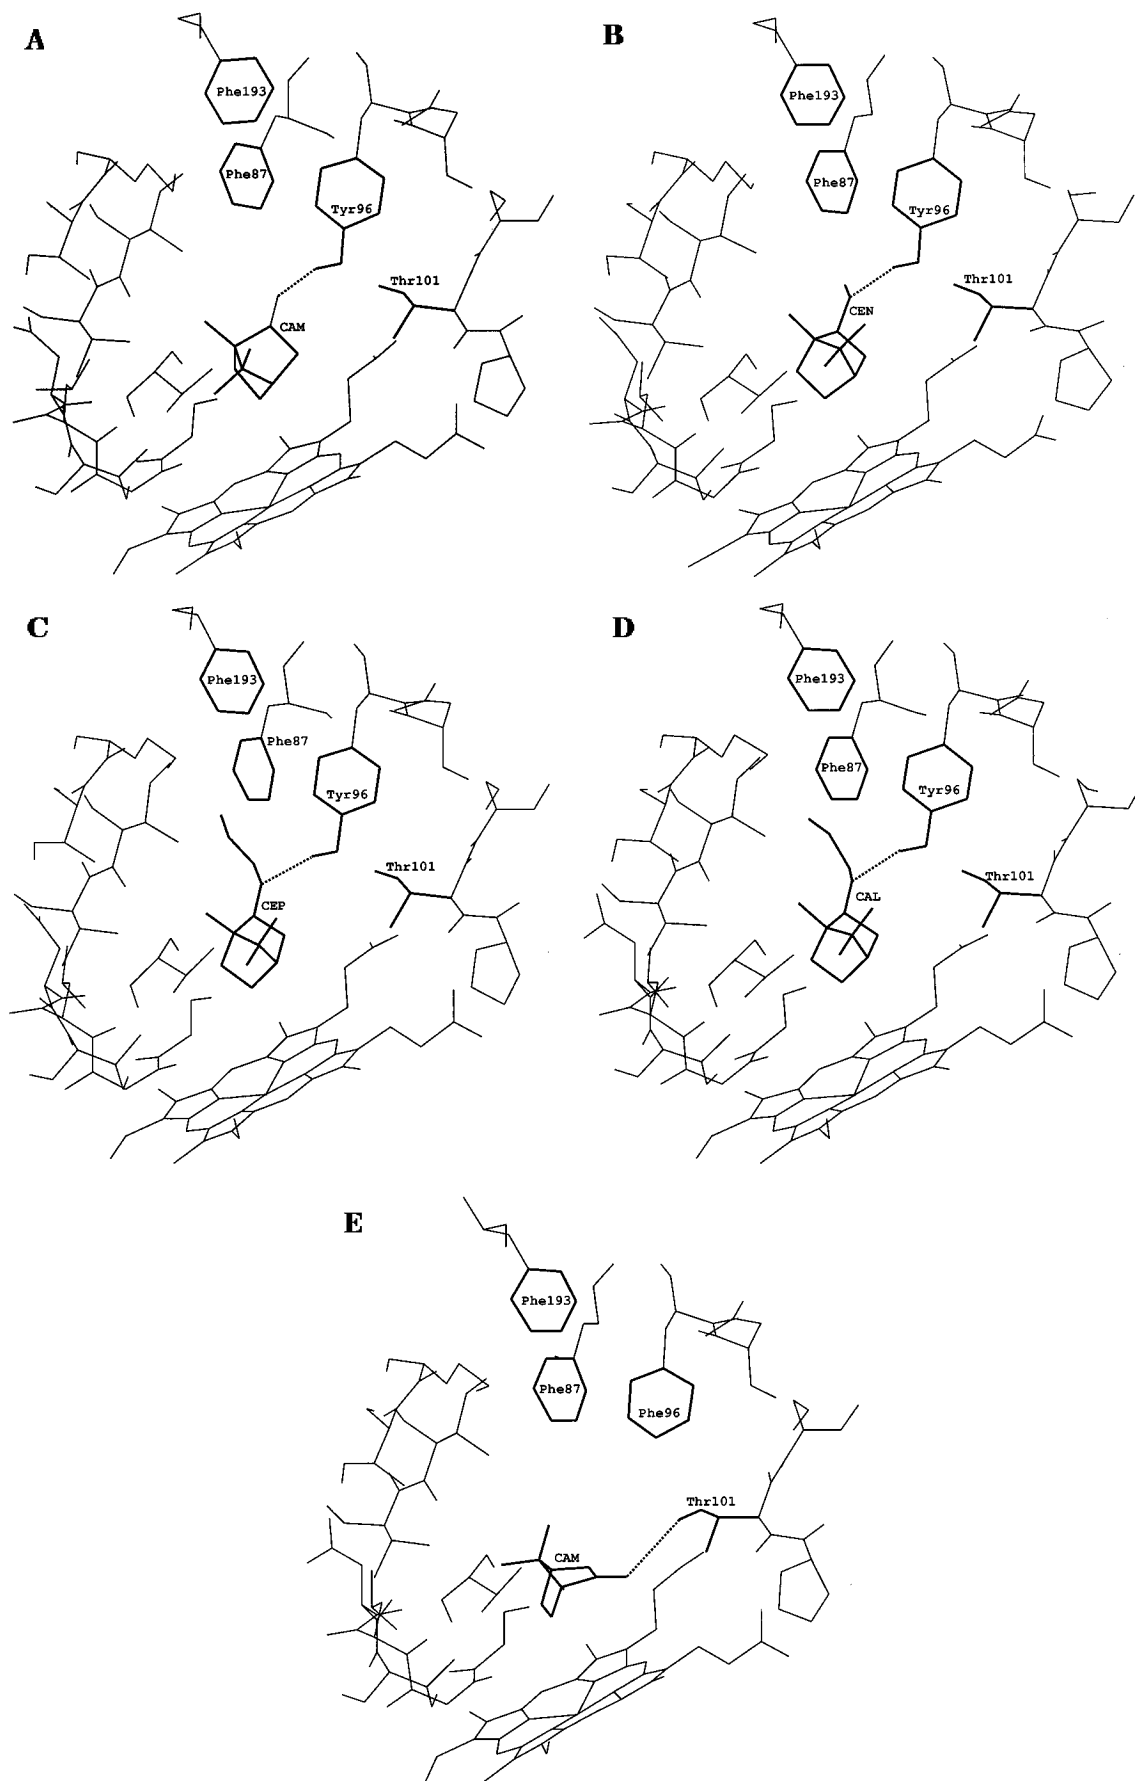 A
Phe193
Phe87
Tyr96
Thr101
CAM
B
Phe193
Phe87
Tyr96
Thr101
CEN
C
Phe193
Phe87
Tyr96
Thr101
CEP
D
Phe193
Phe87
Tyr96
Thr101
CAL
E
Phe193
Phe87
Phe96
Thr101
CAM